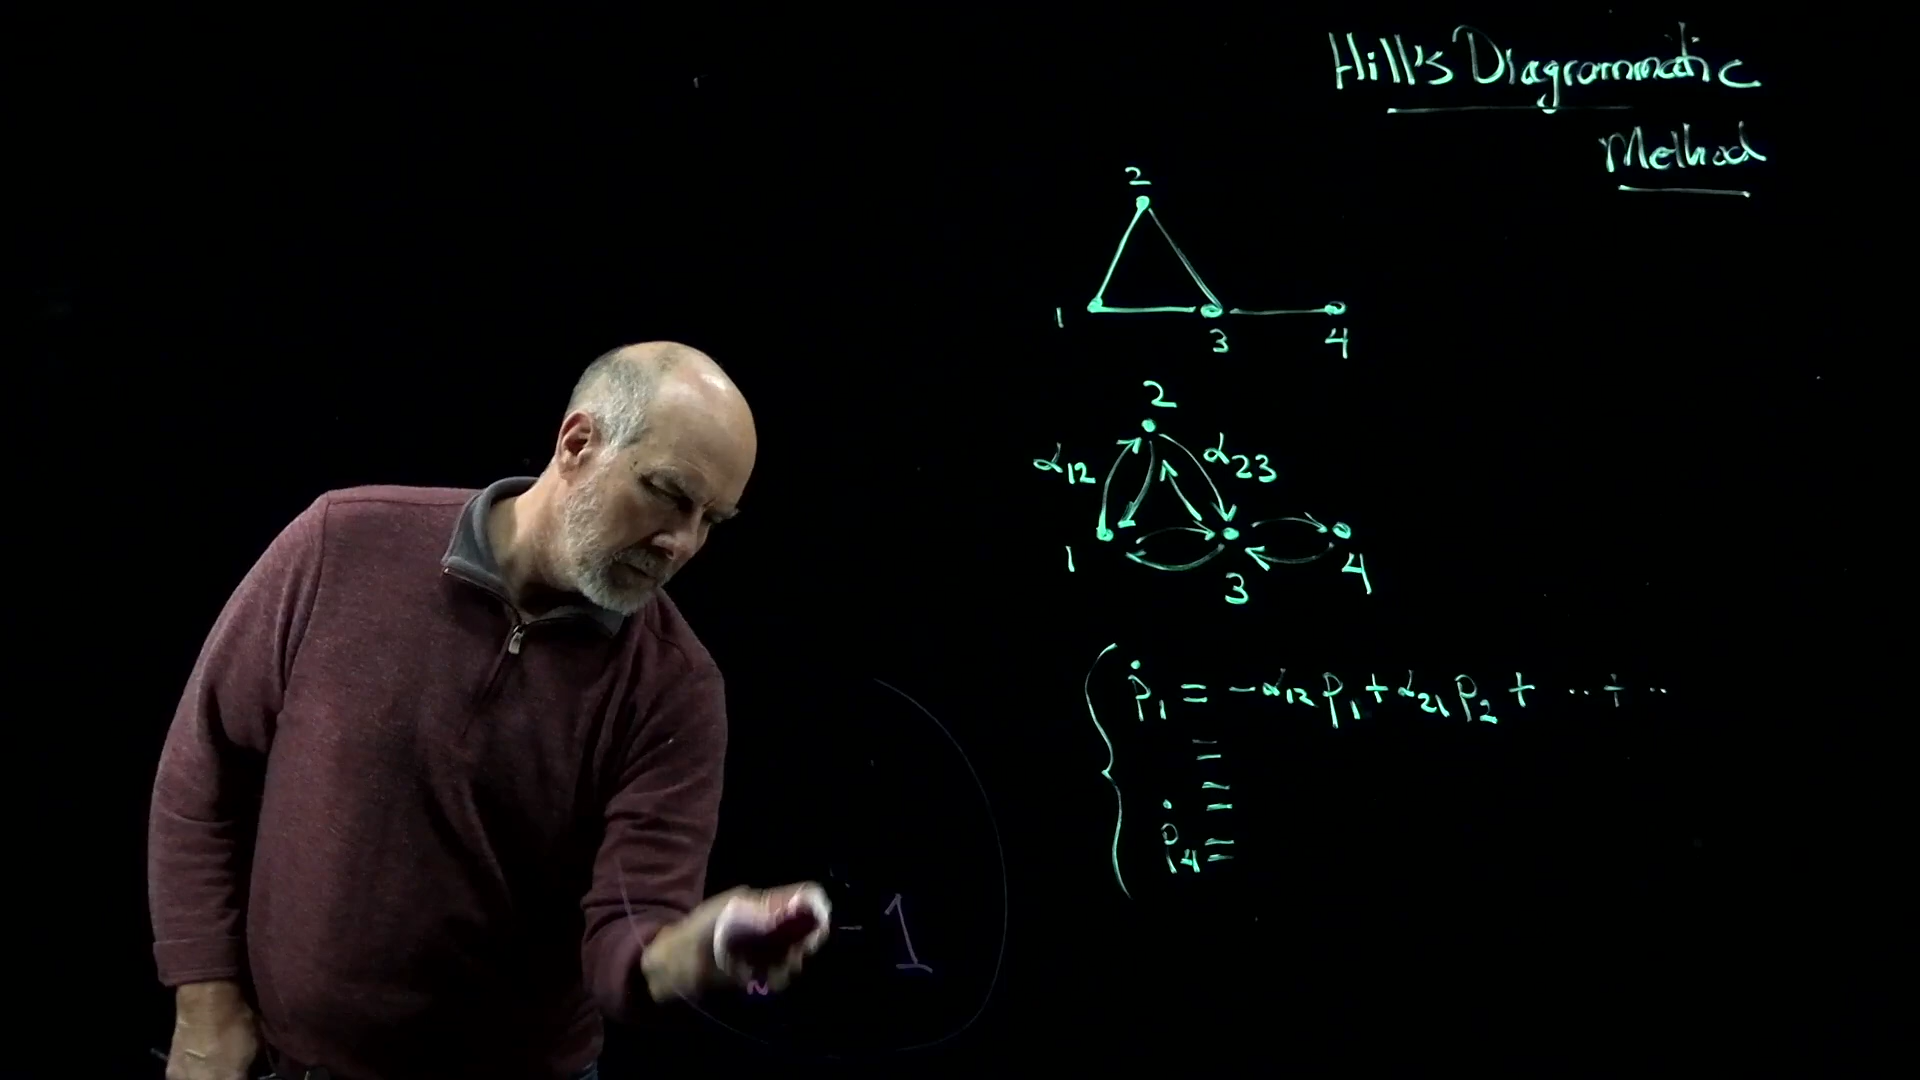 Hill's Diagrammatic
Method
2
1
3
4
2
α12
α23
1
3
4
ṗ1 = -α12 p1 + α21 p2 + ·· + ··
=
=
ṗ4 =
- 1